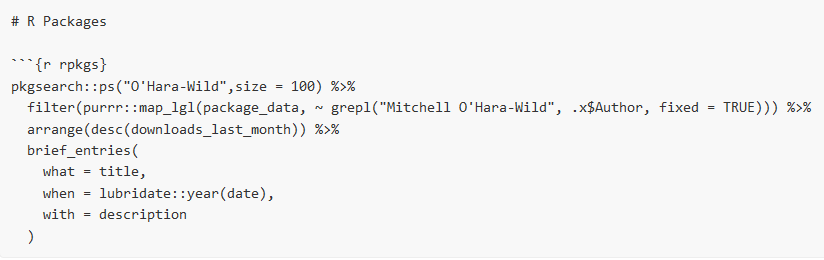 # R Packages
```{r rpkgs}
pkgsearch::ps("O'Hara-Wild",size = 100) %>%
  filter(purrr::map_lgl(package_data, ~ grepl("Mitchell O'Hara-Wild", .x$Author, fixed = TRUE))) %>%
  arrange(desc(downloads_last_month)) %>%
  brief_entries(
    what = title,
    when = lubridate::year(date),
    with = description
  )